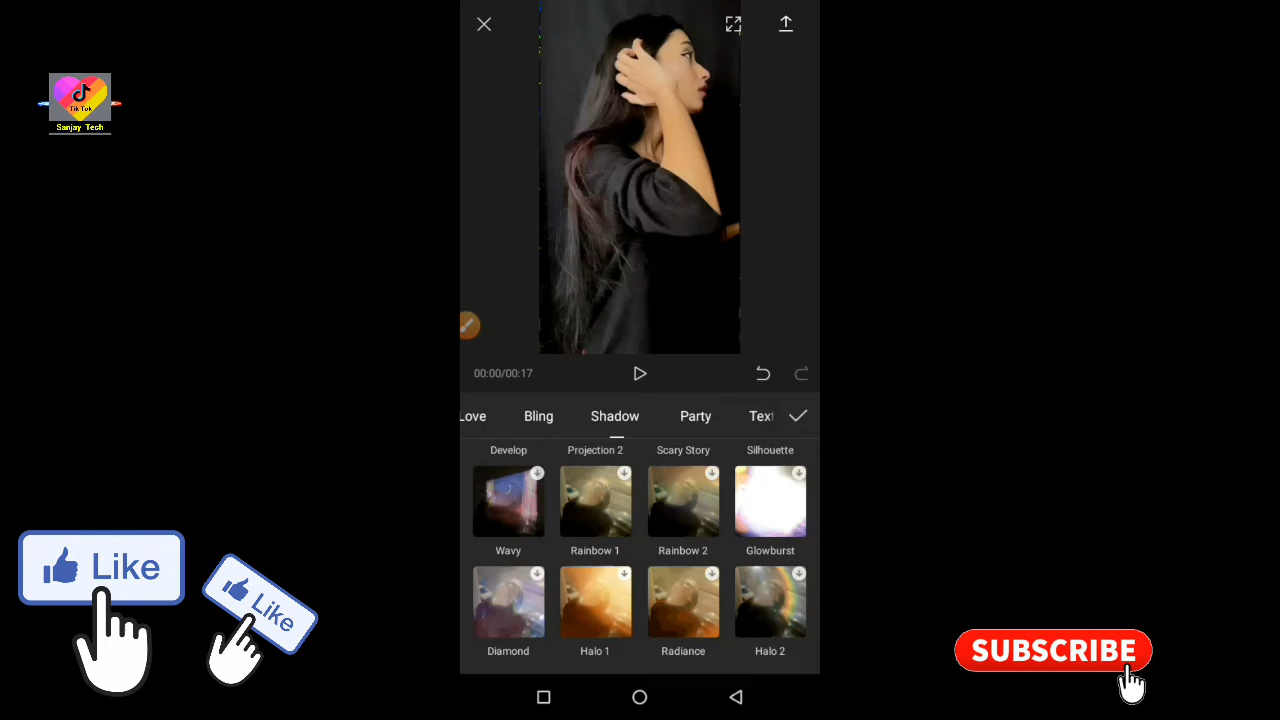 Tik Tok
Sanjay Tech
00:00/00:17
Love Bling Shadow Party Text
Develop Projection 2 Scary Story Silhouette
Wavy Rainbow 1 Rainbow 2 Glowburst
Diamond Halo 1 Radiance Halo 2
Like
Like
SUBSCRIBE